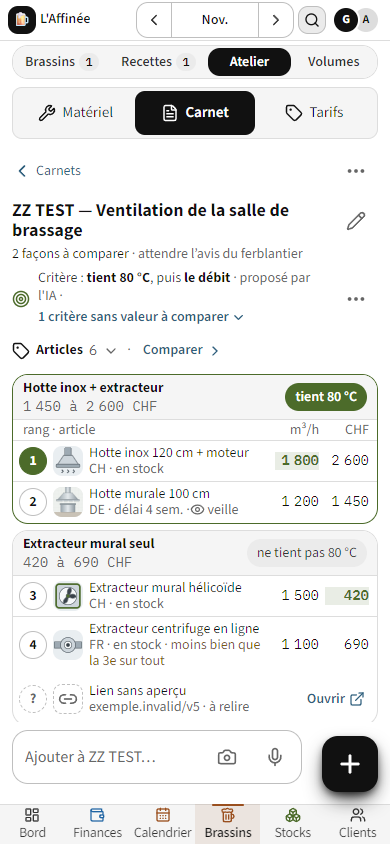 L'Affinée
Nov.
G
A
Brassins 1
Recettes 1
Atelier
Volumes
Matériel
Carnet
Tarifs
Carnets
ZZ TEST — Ventilation de la salle de
brassage
2 façons à comparer · attendre l'avis du ferblantier
Critère : tient 80 °C, puis le débit · proposé par
l'IA ·
1 critère sans valeur à comparer
Articles 6
· Comparer
Hotte inox + extracteur
1 450 à 2 600 CHF
tient 80 °C
rang · article
m³/h
CHF
1
Hotte inox 120 cm + moteur
CH · en stock
1 800
2 600
2
Hotte murale 100 cm
DE · délai 4 sem. · veille
1 200
1 450
Extracteur mural seul
420 à 690 CHF
ne tient pas 80 °C
3
Extracteur mural hélicoïde
CH · en stock
1 500
420
4
Extracteur centrifuge en ligne
FR · en stock · moins bien que
la 3e sur tout
1 100
690
?
Lien sans aperçu
exemple.invalid/v5 · à relire
Ouvrir
Ajouter à ZZ TEST…
Bord
Finances
Calendrier
Brassins
Stocks
Clients